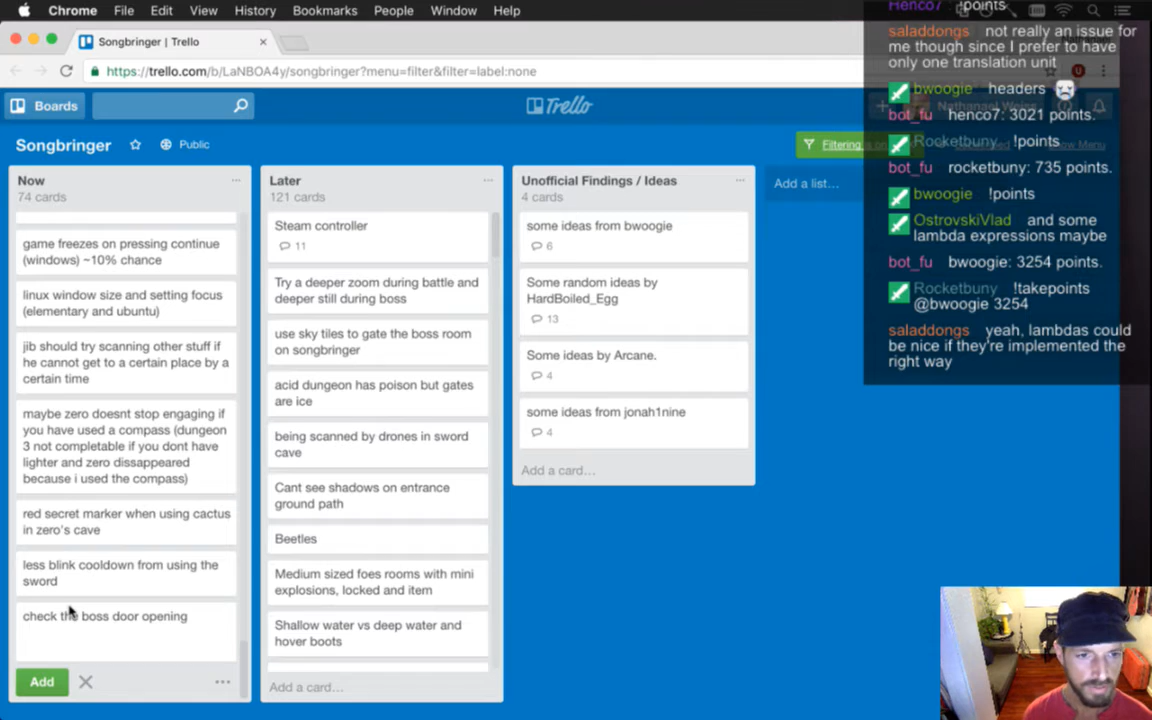 Chrome File Edit View History Bookmarks People Window Help
Songbringer | Trello
https://trello.com/b/LaNBOA4y/songbringer?menu=filter&filter=label:none
Boards
Trello
Songbringer
Public
Filtering is on
Now
74 cards
game freezes on pressing continue
(windows) ~10% chance
linux window size and setting focus
(elementary and ubuntu)
jib should try scanning other stuff if
he cannot get to a certain place by a
certain time
maybe zero doesnt stop engaging if
you have used a compass (dungeon
3 not completable if you dont have
lighter and zero dissappeared
because i used the compass)
red secret marker when using cactus
in zero's cave
less blink cooldown from using the
sword
check the boss door opening
Add
Later
121 cards
Steam controller
11
Try a deeper zoom during battle and
deeper still during boss
use sky tiles to gate the boss room
on songbringer
acid dungeon has poison but gates
are ice
being scanned by drones in sword
cave
Cant see shadows on entrance
ground path
Beetles
Medium sized foes rooms with mini
explosions, locked and item
Shallow water vs deep water and
hover boots
Add a card...
Unofficial Findings / Ideas
4 cards
some ideas from bwoogie
6
Some random ideas by
HardBoiled_Egg
13
Some ideas by Arcane.
4
some ideas from jonah1nine
4
Add a card...
Add a list...
Henco7 !points
saladdongs not really an issue for
me though since I prefer to have
only one translation unit
bwoogie headers
bot_fu henco7: 3021 points.
Rocketbuny !points
bot_fu rocketbuny: 735 points.
bwoogie !points
OstrovskiVlad and some
lambda expressions maybe
bot_fu bwoogie: 3254 points.
Rocketbuny !takepoints
@bwoogie 3254
saladdongs yeah, lambdas could
be nice if they're implemented the
right way